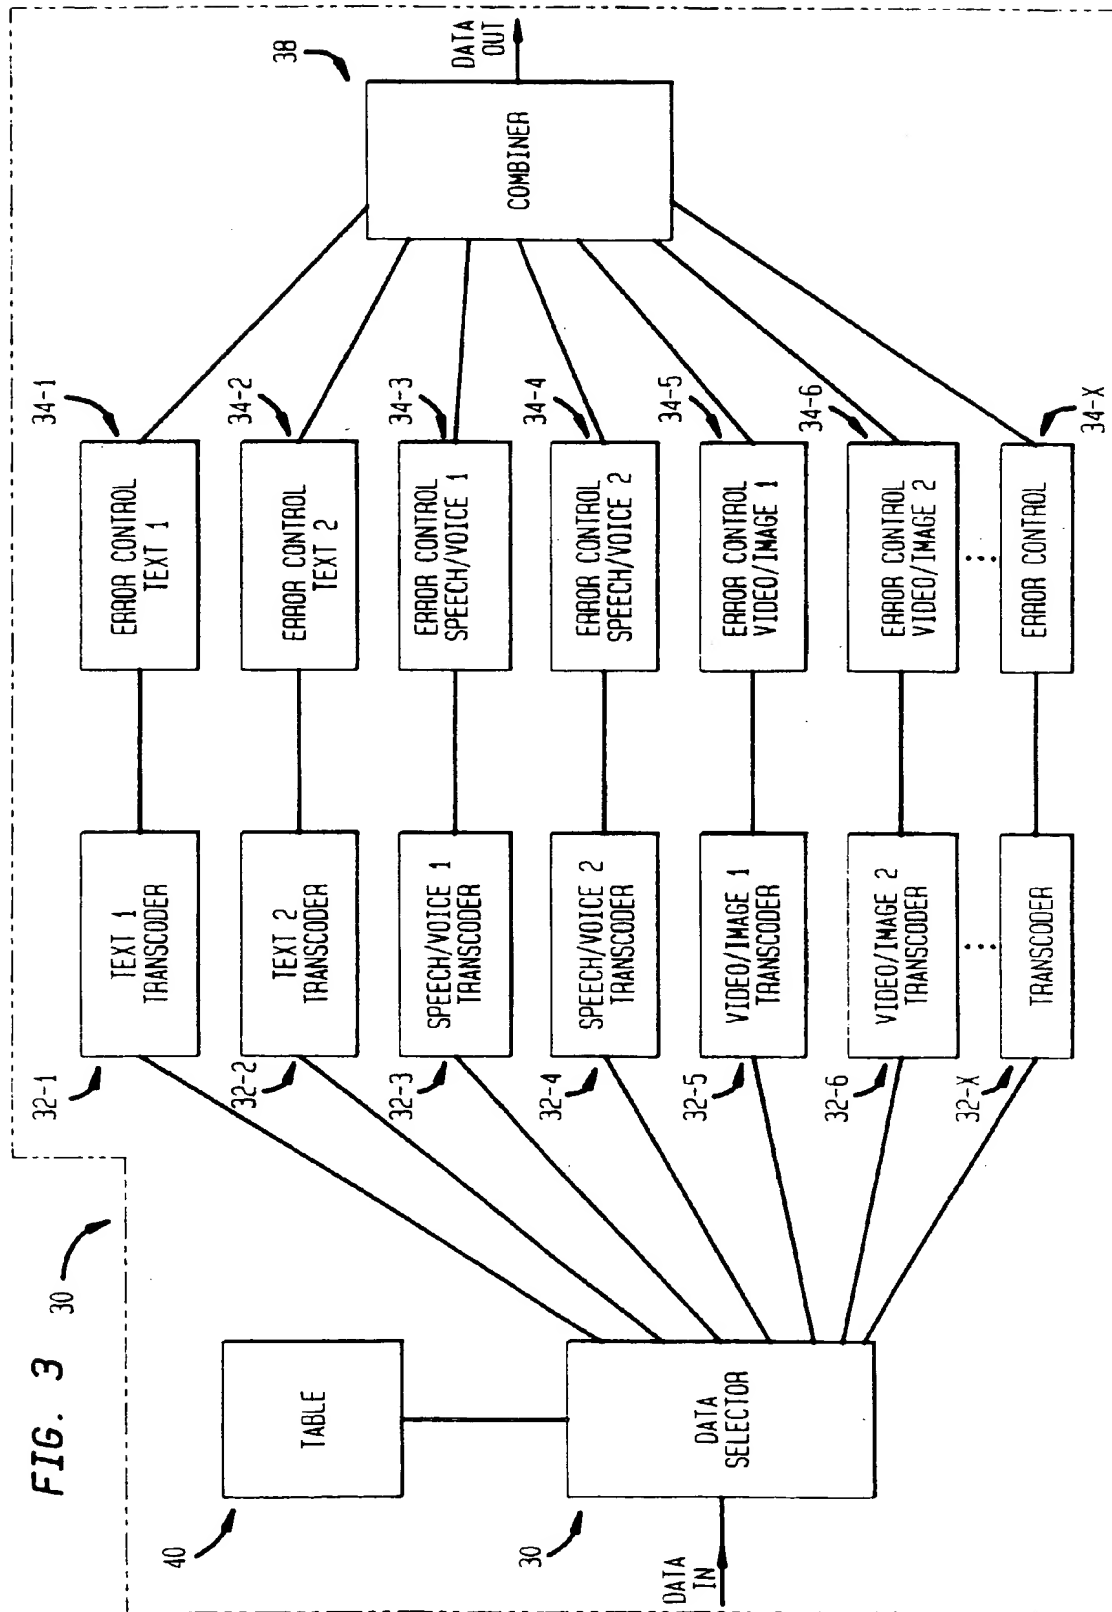 FIG. 3
30
40
TABLE
30
DATA
SELECTOR
DATA
IN
32-1
TEXT 1
TRANSCODER
32-2
TEXT 2
TRANSCODER
32-3
SPEECH/VOICE 1
TRANSCODER
32-4
SPEECH/VOICE 2
TRANSCODER
32-5
VIDEO/IMAGE 1
TRANSCODER
32-6
VIDEO/IMAGE 2
TRANSCODER
32-X
TRANSCODER
34-1
ERROR CONTROL
TEXT 1
34-2
ERROR CONTROL
TEXT 2
34-3
ERROR CONTROL
SPEECH/VOICE 1
34-4
ERROR CONTROL
SPEECH/VOICE 2
34-5
ERROR CONTROL
VIDEO/IMAGE 1
34-6
ERROR CONTROL
VIDEO/IMAGE 2
34-X
ERROR CONTROL
38
COMBINER
DATA
OUT